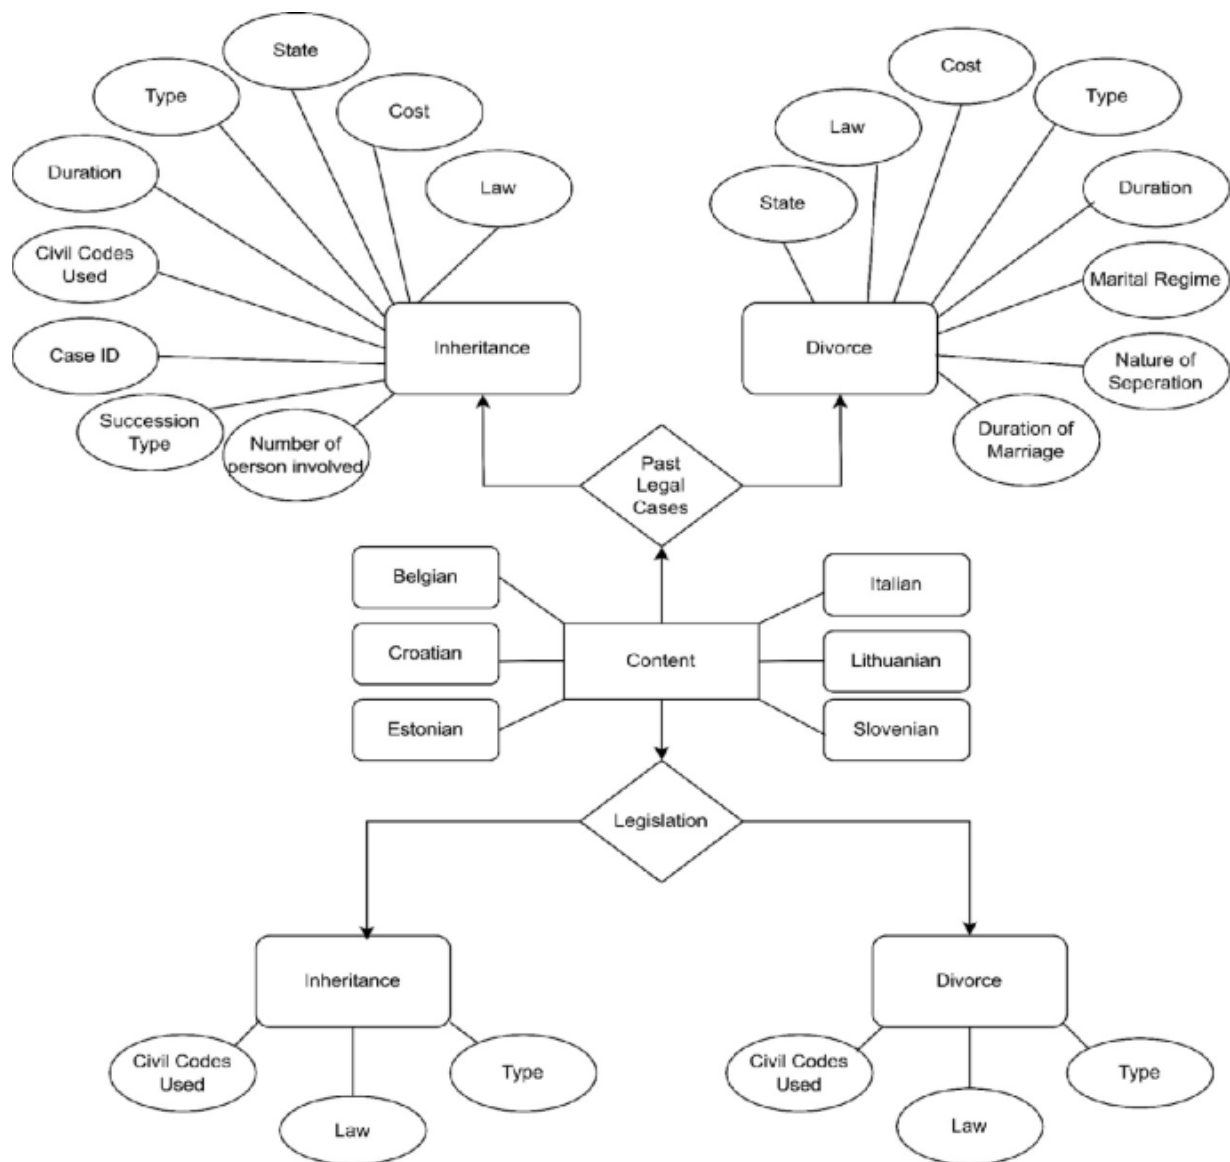 State
Type
Cost
Duration
Law
Civil Codes
Used
Case ID
Succession
Type
Number of
person involved
Inheritance
Cost
Type
Law
State
Duration
Marital Regime
Nature of
Seperation
Duration of
Marriage
Divorce
Past
Legal
Cases
Belgian
Croatian
Estonian
Content
Italian
Lithuanian
Slovenian
Legislation
Inheritance
Civil Codes
Used
Law
Type
Divorce
Civil Codes
Used
Law
Type